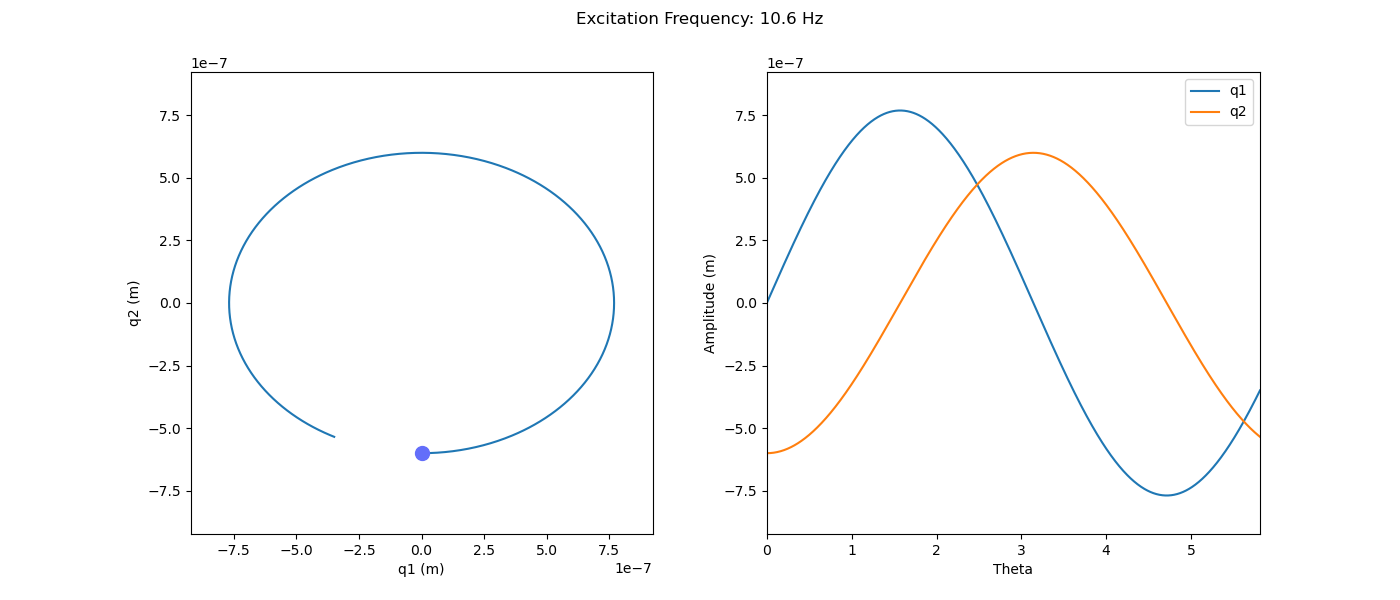 Excitation Frequency: 10.6 Hz
1e−7
7.5
5.0
2.5
0.0
−2.5
−5.0
−7.5
q2 (m)
−7.5 −5.0 −2.5 0.0 2.5 5.0 7.5
q1 (m)
1e−7
1e−7
q1
q2
7.5
5.0
2.5
0.0
−2.5
−5.0
−7.5
Amplitude (m)
0 1 2 3 4 5
Theta